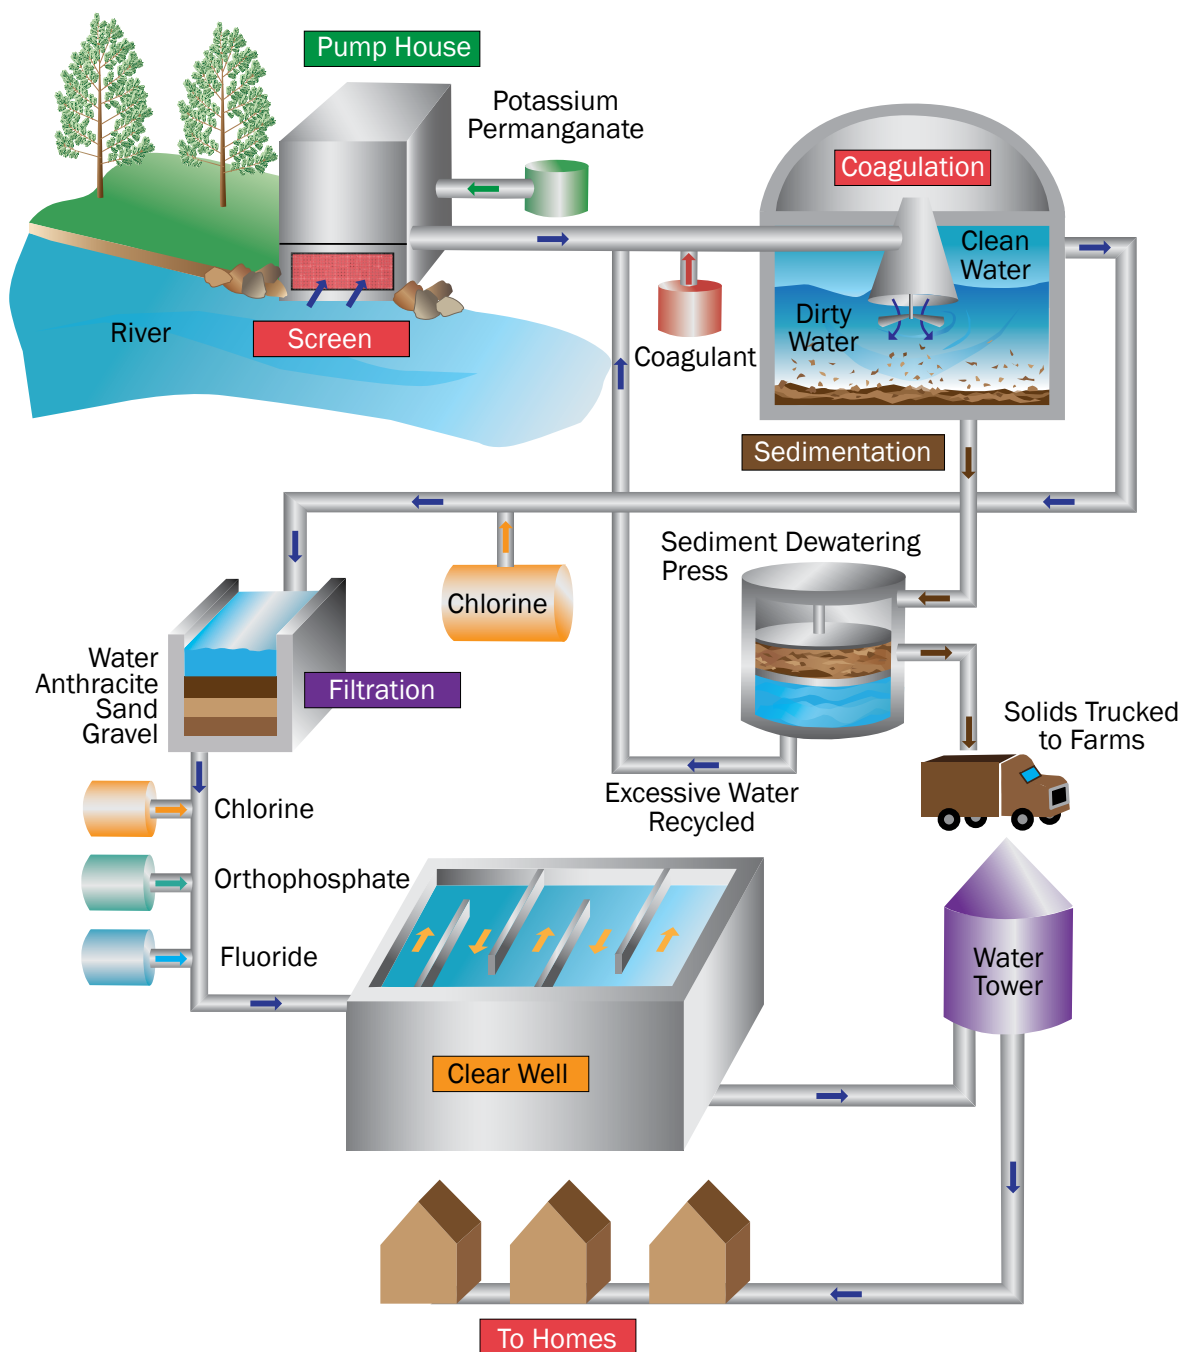 Pump House
Potassium
Permanganate
Coagulation
Clean
Water
Dirty
Water
River
Screen
Coagulant
Sedimentation
Sediment Dewatering
Press
Chlorine
Water
Anthracite
Sand
Gravel
Filtration
Solids Trucked
to Farms
Excessive Water
Recycled
Chlorine
Orthophosphate
Fluoride
Water
Tower
Clear Well
To Homes